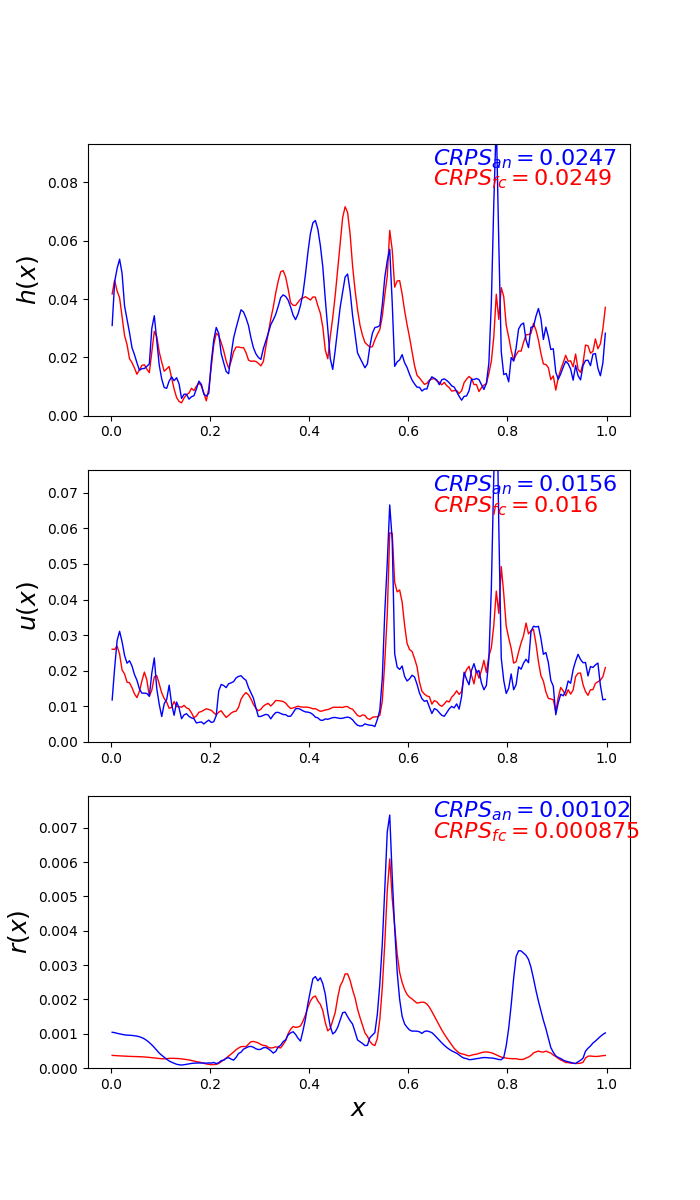 CRPS_an = 0.0247
CRPS_fc = 0.0249
h(x)
0.08
0.06
0.04
0.02
0.00
0.0 0.2 0.4 0.6 0.8 1.0
CRPS_an = 0.0156
CRPS_fc = 0.016
u(x)
0.07
0.06
0.05
0.04
0.03
0.02
0.01
0.00
0.0 0.2 0.4 0.6 0.8 1.0
CRPS_an = 0.00102
CRPS_fc = 0.000875
r(x)
0.007
0.006
0.005
0.004
0.003
0.002
0.001
0.000
0.0 0.2 0.4 0.6 0.8 1.0
x